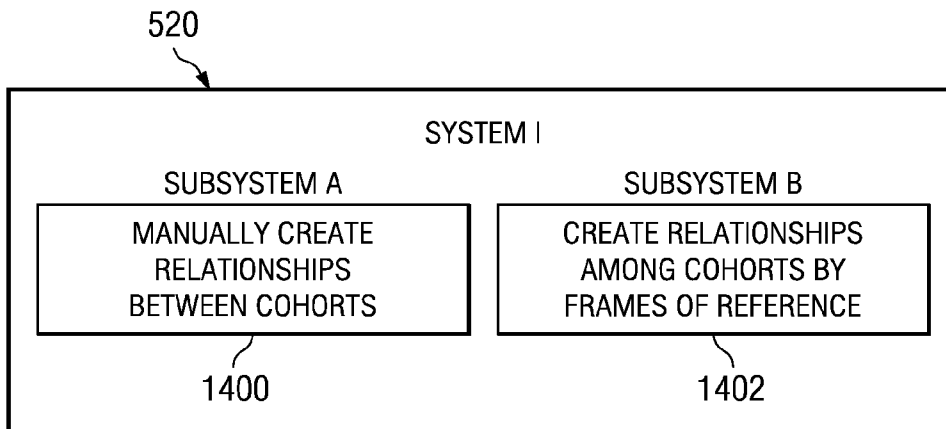 520
SYSTEM I
SUBSYSTEM A
MANUALLY CREATE
RELATIONSHIPS
BETWEEN COHORTS
1400
SUBSYSTEM B
CREATE RELATIONSHIPS
AMONG COHORTS BY
FRAMES OF REFERENCE
1402